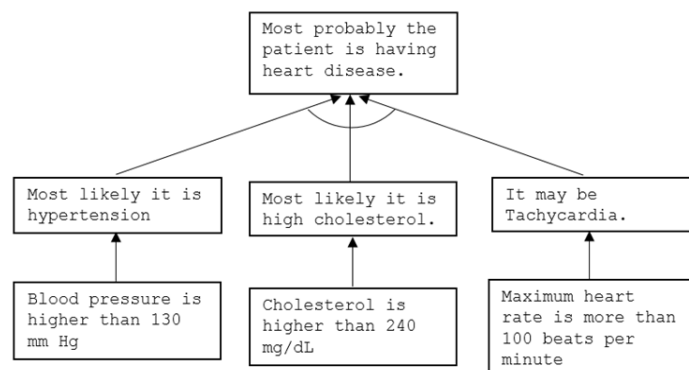 Most probably the
patient is having
heart disease.
Most likely it is
hypertension
Most likely it is
high cholesterol.
It may be
Tachycardia.
Blood pressure is
higher than 130
mm Hg
Cholesterol is
higher than 240
mg/dL
Maximum heart
rate is more than
100 beats per
minute